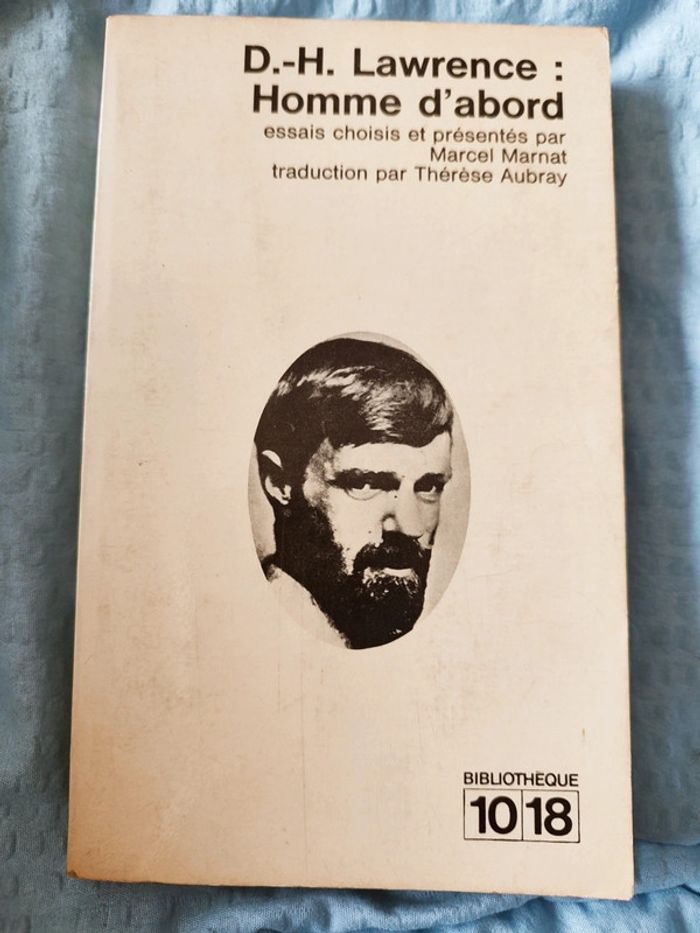 D.-H. Lawrence :
Homme d'abord
essais choisis et présentés par
Marcel Marnat
traduction par Thérèse Aubray
BIBLIOTHÈQUE
10 18